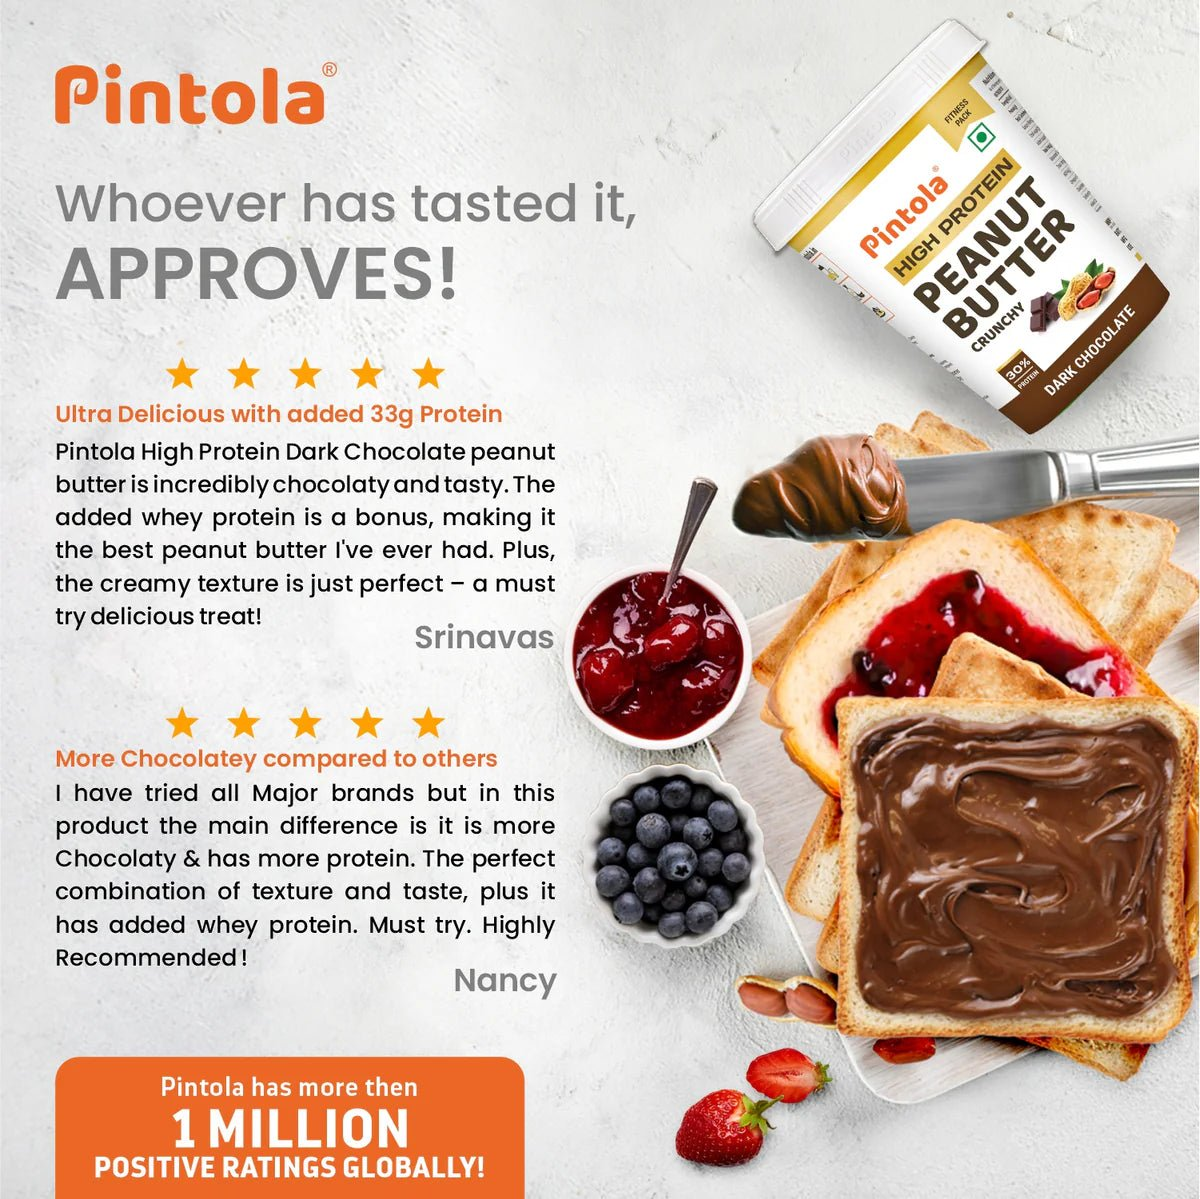 Pintola®
Whoever has tasted it,
APPROVES!
Ultra Delicious with added 33g Protein
Pintola High Protein Dark Chocolate peanut
butter is incredibly chocolaty and tasty. The
added whey protein is a bonus, making it
the best peanut butter I've ever had. Plus,
the creamy texture is just perfect – a must
try delicious treat!
Srinavas
More Chocolatey compared to others
I have tried all Major brands but in this
product the main difference is it is more
Chocolaty & has more protein. The perfect
combination of texture and taste, plus it
has added whey protein. Must try. Highly
Recommended!
Nancy
Pintola has more then
1 MILLION
POSITIVE RATINGS GLOBALLY!
FITNESS
PACK
Pintola®
HIGH PROTEIN
PEANUT
BUTTER
CRUNCHY
30%
PROTEIN
DARK CHOCOLATE